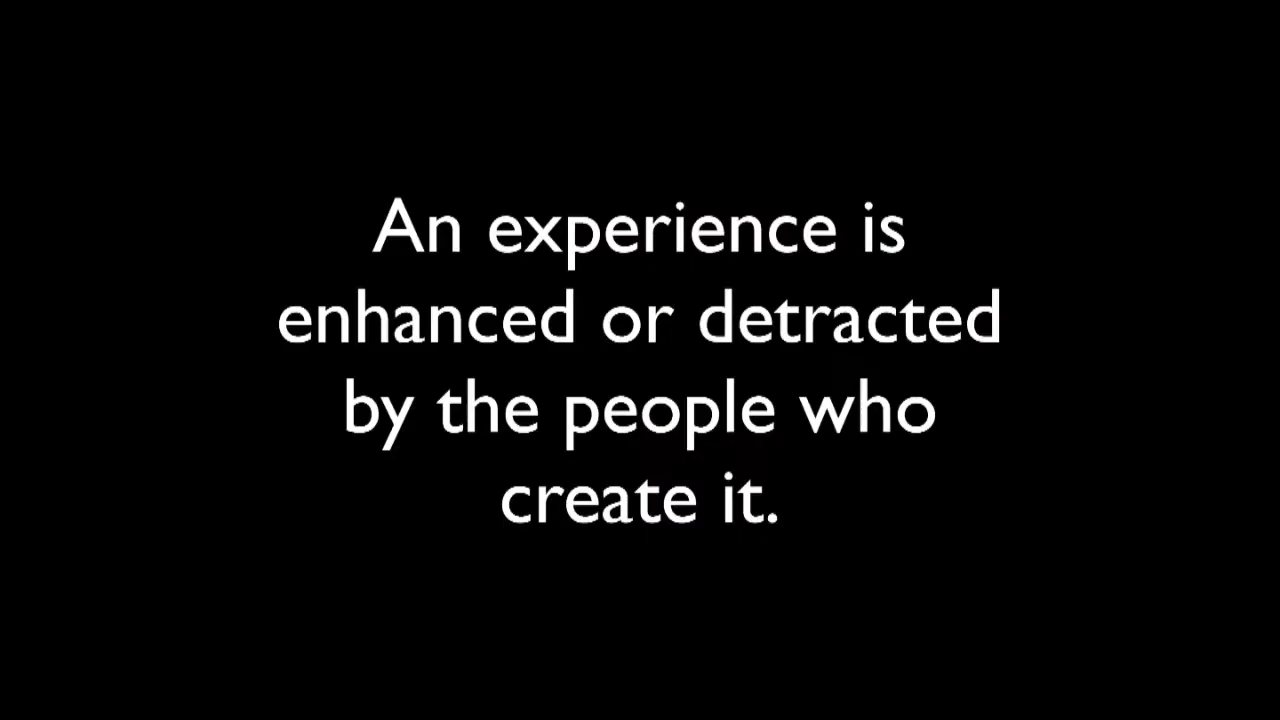 An experience is
enhanced or detracted
by the people who
create it.